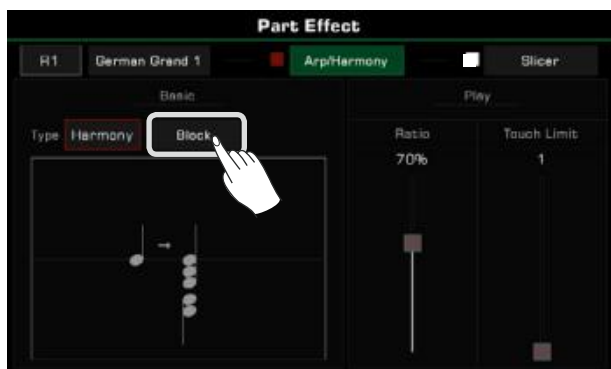 Part Effect
R1 German Grand 1 Arp/Harmony Slicer
Basic Play
Type Harmony Block Ratio Touch Limit
70% 1